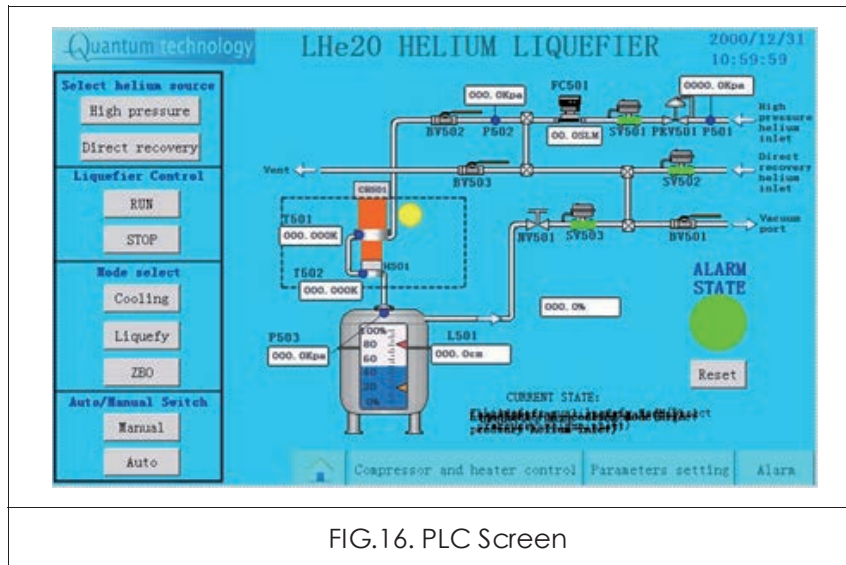 Quantum technology
LHe20 HELIUM LIQUEFIER
2000/12/31
10:59:59
Select helium source
High pressure
Direct recovery
Liquefier Control
RUN
STOP
Mode select
Cooling
Liquefy
ZBO
Auto/Manual Switch
Manual
Auto
000. 0Kpa
FC501
0000. 0Kpa
BV502
P502
00. 0SLM
SV501
PRV501
P501
High
pressure
helium
inlet
Vent
BV503
SV502
Direct
recovery
helium
inlet
CH501
T501
000. 000K
T502
HS01
000. 000K
NV501
SV503
BV501
Vacuum
port
ALARM
STATE
000. 0%
P503
000. 0Kpa
100%
80
60
40
20
0%
L501
000. 0cm
Reset
CURRENT STATE:
Compressor and heater control
Parameters setting
Alarm
FIG.16. PLC Screen